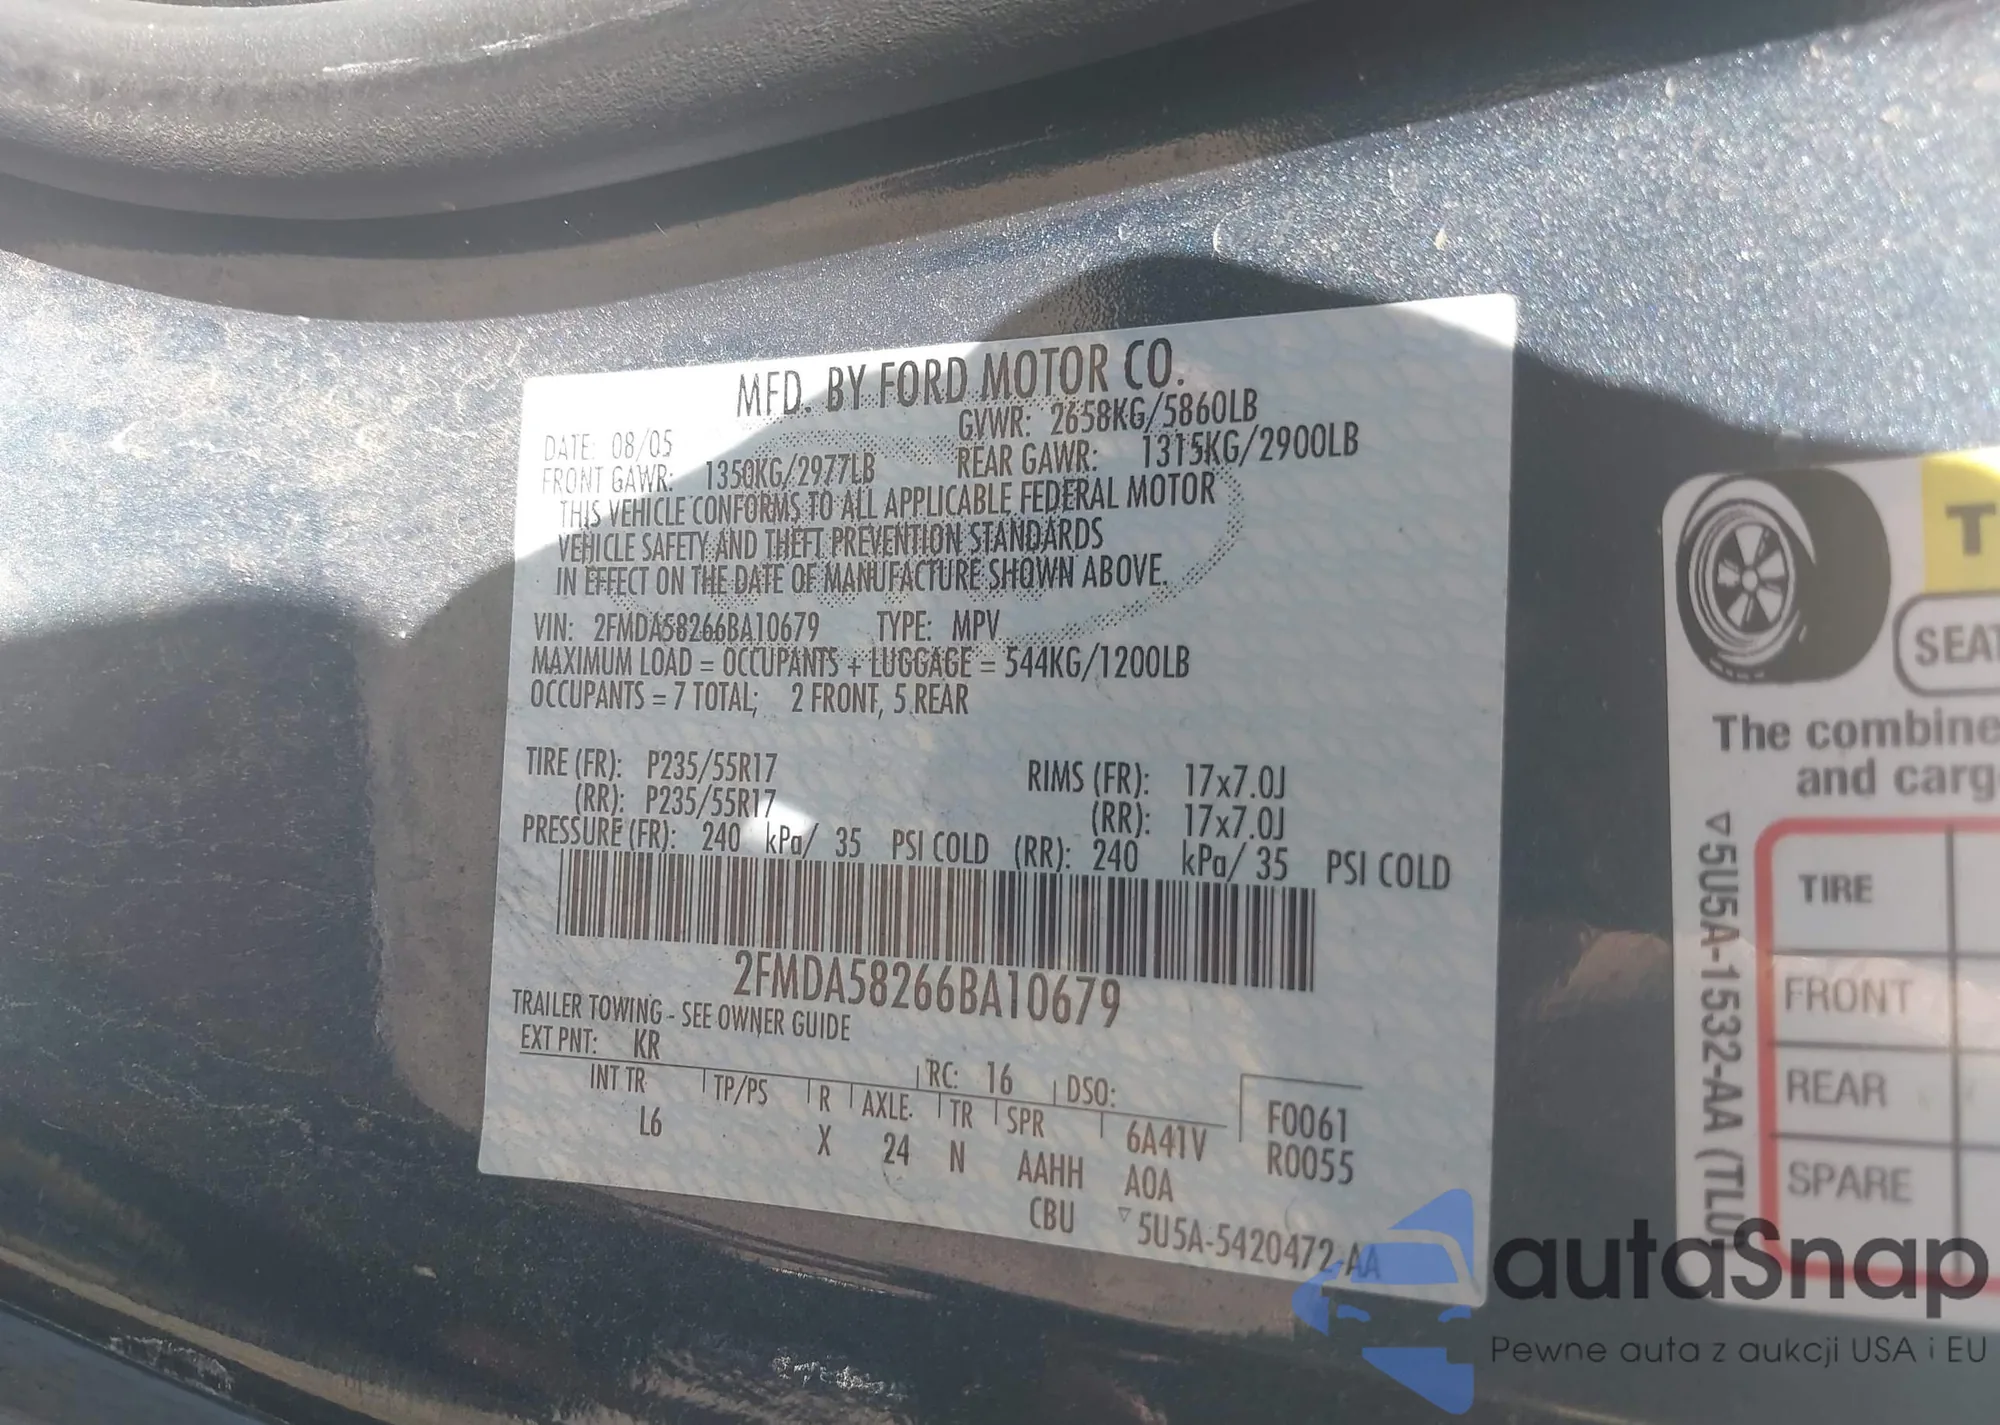 MFD. BY FORD MOTOR CO.
DATE: 08/05 GVWR: 2658KG/5860LB
FRONT GAWR: 1350KG/2977LB REAR GAWR: 1315KG/2900LB
THIS VEHICLE CONFORMS TO ALL APPLICABLE FEDERAL MOTOR
VEHICLE SAFETY AND THEFT PREVENTION STANDARDS
IN EFFECT ON THE DATE OF MANUFACTURE SHOWN ABOVE.
VIN: 2FMDA58266BA10679 TYPE: MPV
MAXIMUM LOAD = OCCUPANTS + LUGGAGE = 544KG/1200LB
OCCUPANTS = 7 TOTAL; 2 FRONT, 5 REAR
TIRE (FR): P235/55R17 RIMS (FR): 17x7.0J
(RR): P235/55R17 (RR): 17x7.0J
PRESSURE (FR): 240 kPa/ 35 PSI COLD (RR): 240 kPa/ 35 PSI COLD
2FMDA58266BA10679
TRAILER TOWING - SEE OWNER GUIDE
EXT PNT: KR RC: 16 DSO:
INT TR TP/PS R AXLE TR SPR 6A41V F0061
L6 X 24 N AAHH A0A R0055
CBU ▽5U5A-5420472-AA
T
SEAT
The combine
and carg
▽5U5A-1532-AA (TLU
TIRE
FRONT
REAR
SPARE
autaSnap
Pewne auta z aukcji USA i EU